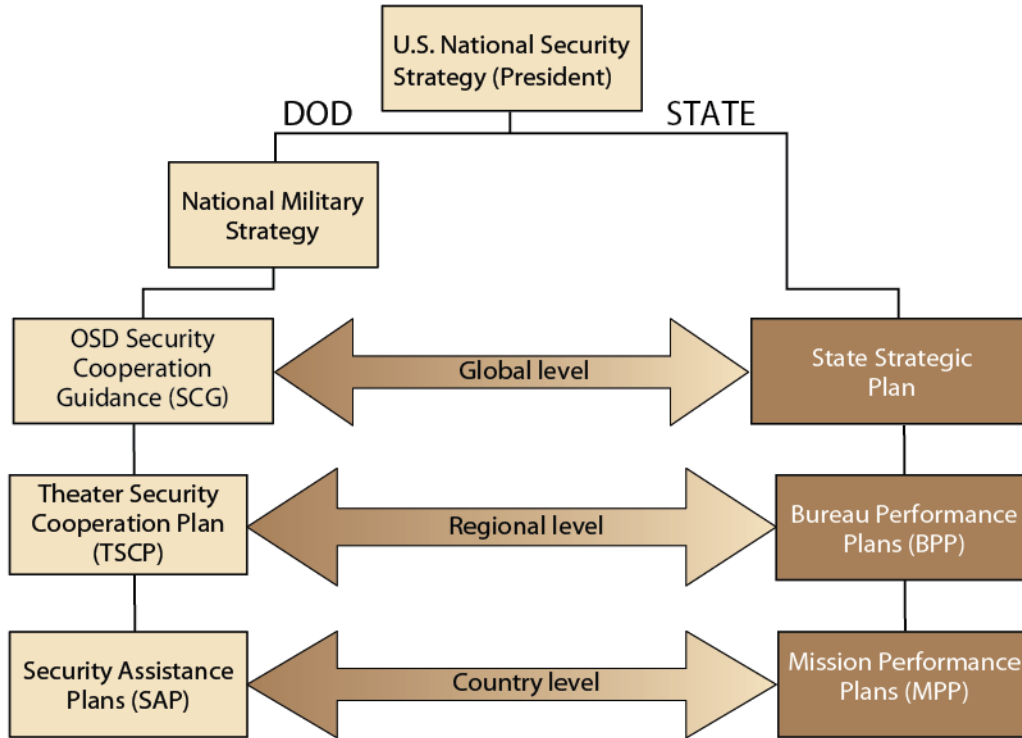 U.S. National Security
Strategy (President)
DOD
STATE
National Military
Strategy
OSD Security
Cooperation
Guidance (SCG)
Global level
State Strategic
Plan
Theater Security
Cooperation Plan
(TSCP)
Regional level
Bureau Performance
Plans (BPP)
Security Assistance
Plans (SAP)
Country level
Mission Performance
Plans (MPP)